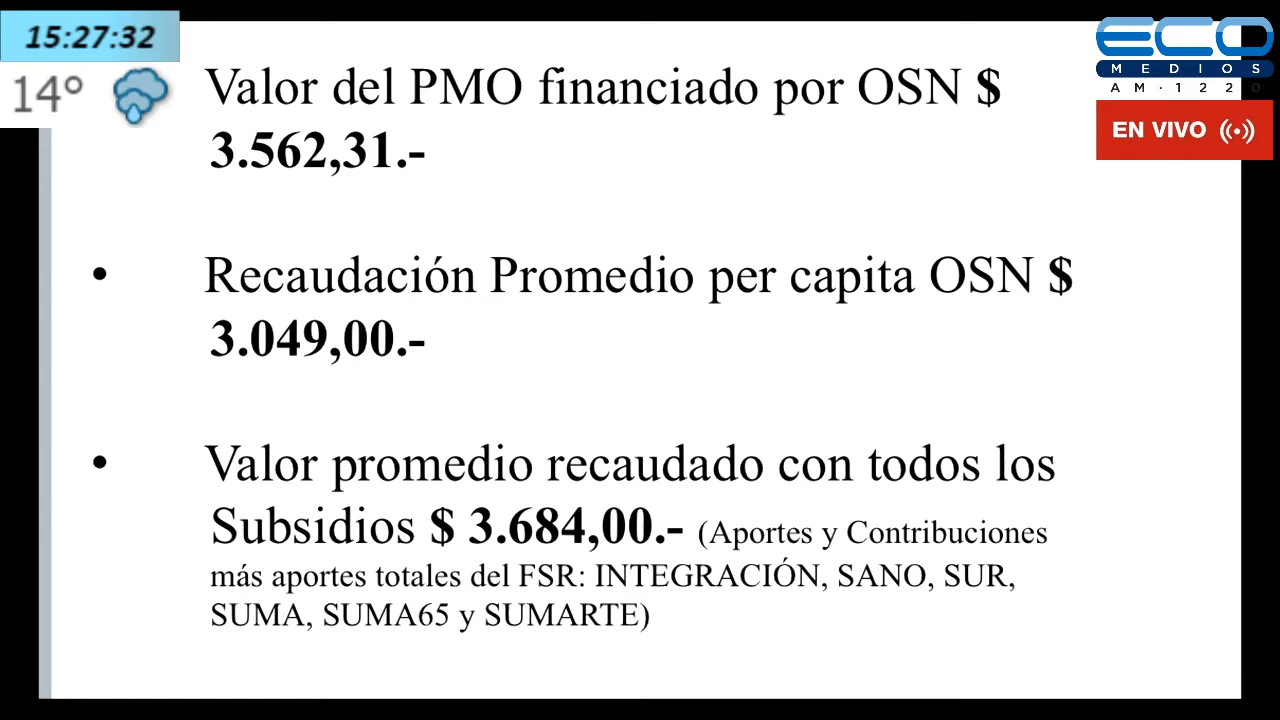 15:27:32
14°
ECO
MEDIOS
AM·1220
EN VIVO
Valor del PMO financiado por OSN $
3.562,31.-
• Recaudación Promedio per capita OSN $
3.049,00.-
• Valor promedio recaudado con todos los
Subsidios $ 3.684,00.- (Aportes y Contribuciones
más aportes totales del FSR: INTEGRACIÓN, SANO, SUR,
SUMA, SUMA65 y SUMARTE)